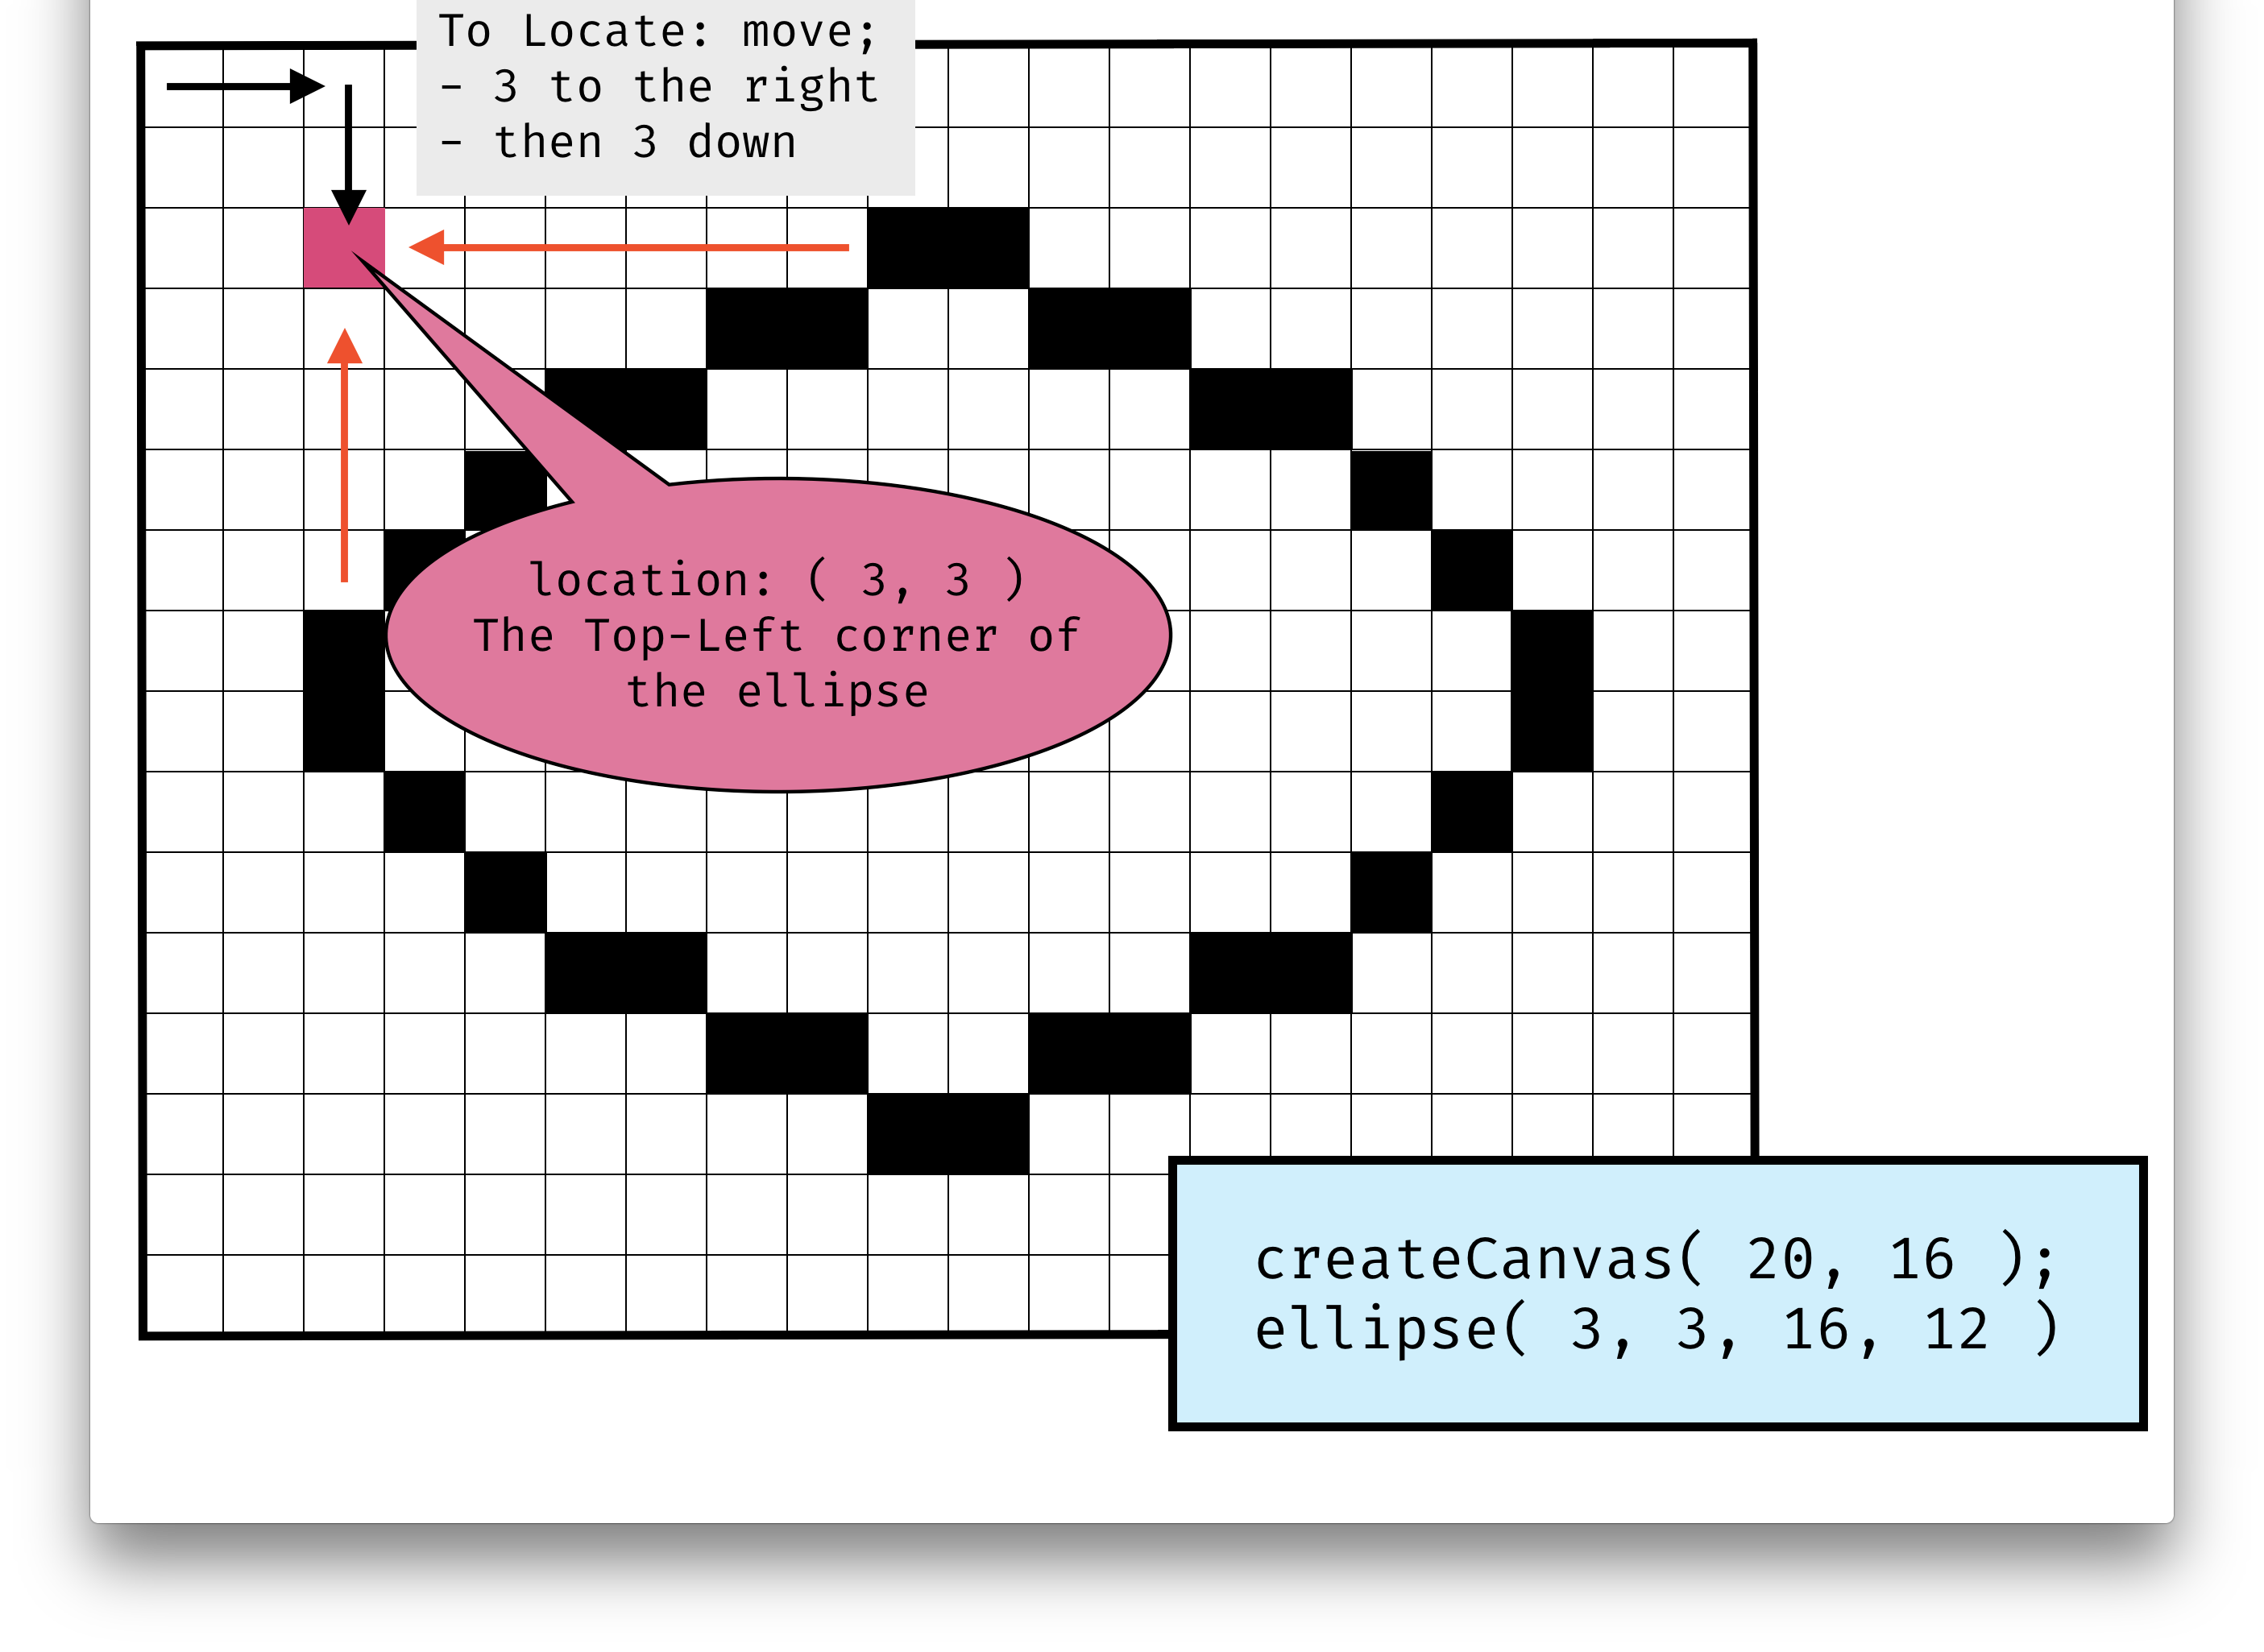 To Locate: move;
- 3 to the right
- then 3 down
location: ( 3, 3 )
The Top-Left corner of
the ellipse
createCanvas( 20, 16 );
ellipse( 3, 3, 16, 12 )